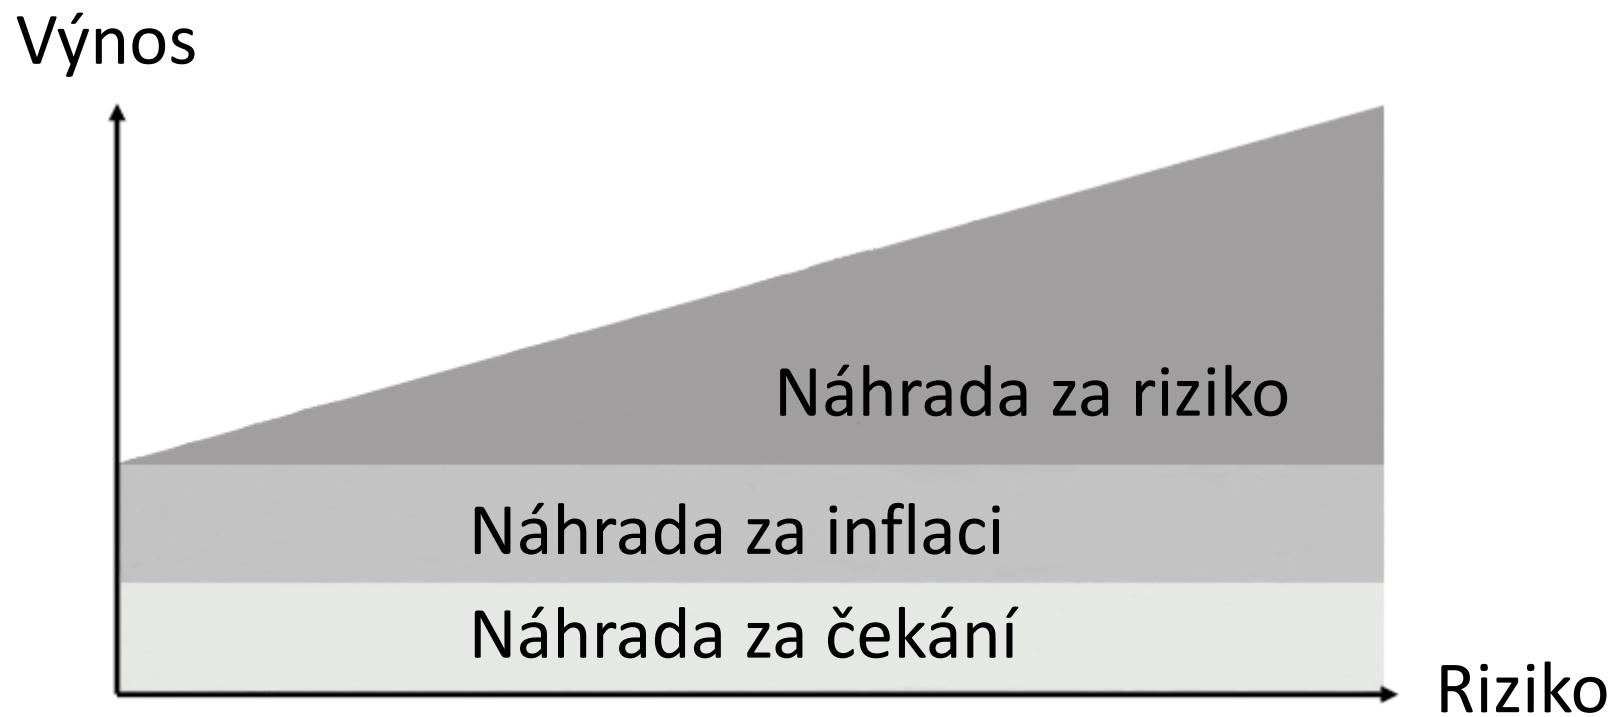 Výnos
Náhrada za riziko
Náhrada za inflaci
Náhrada za čekání
Riziko